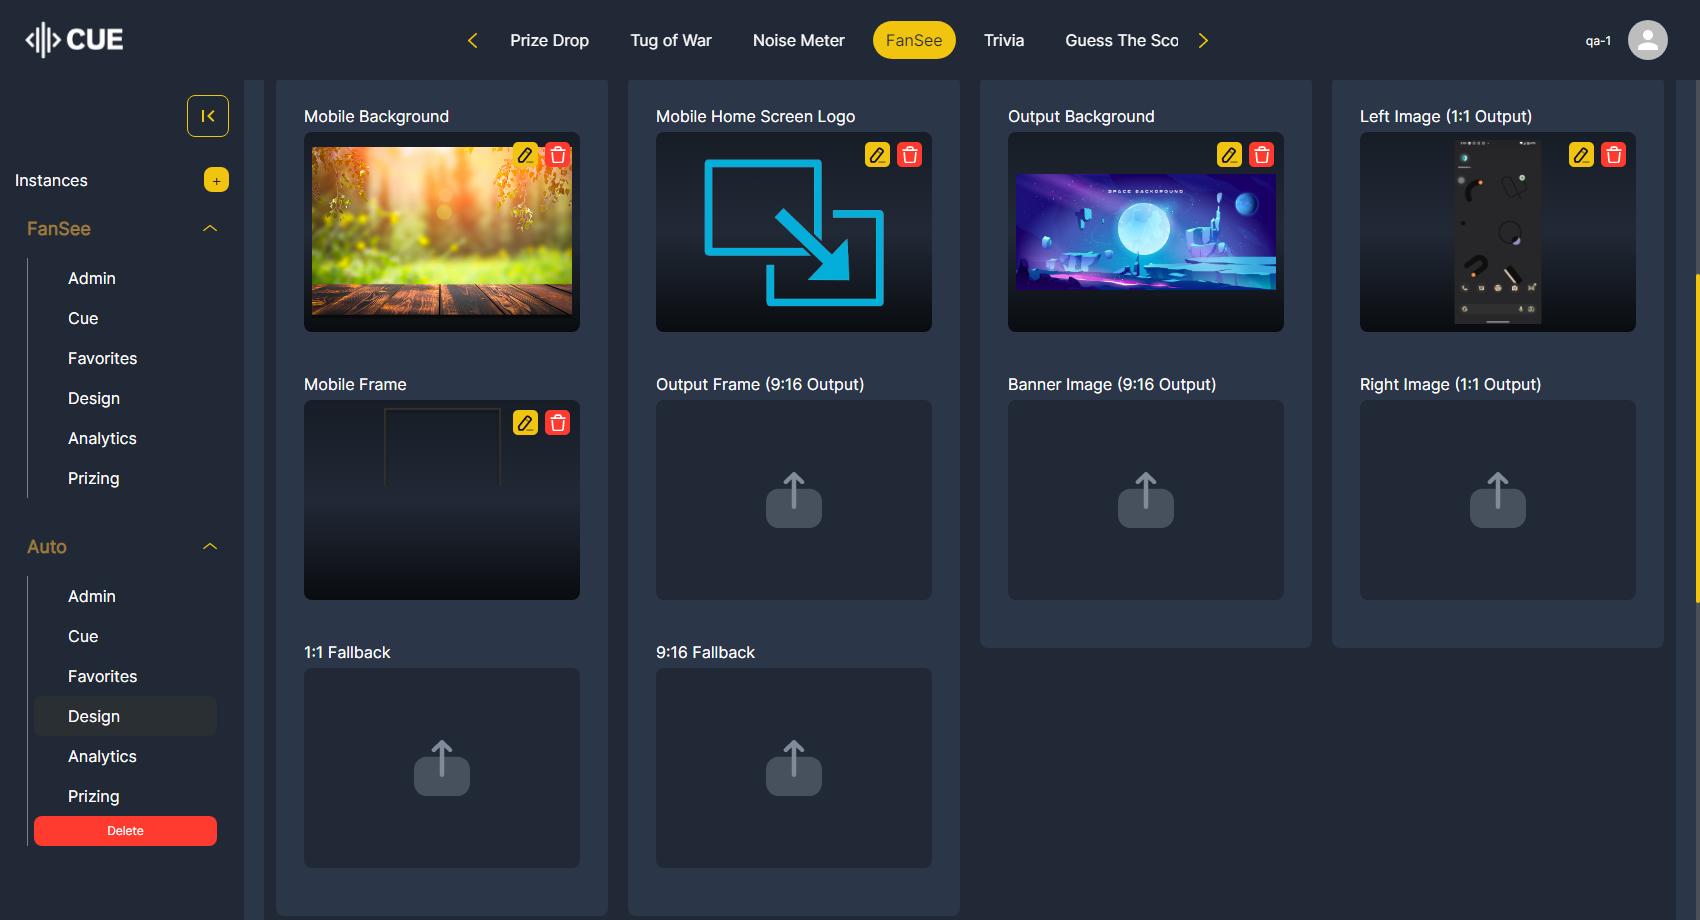 CUE
Prize Drop
Tug of War
Noise Meter
FanSee
Trivia
Guess The Sco
qa-1
Instances
+
FanSee
Admin
Cue
Favorites
Design
Analytics
Prizing
Auto
Admin
Cue
Favorites
Design
Analytics
Prizing
Delete
Mobile Background
Mobile Home Screen Logo
Output Background
SPACE BACKGROUND
Left Image (1:1 Output)
Mobile Frame
Output Frame (9:16 Output)
Banner Image (9:16 Output)
Right Image (1:1 Output)
1:1 Fallback
9:16 Fallback